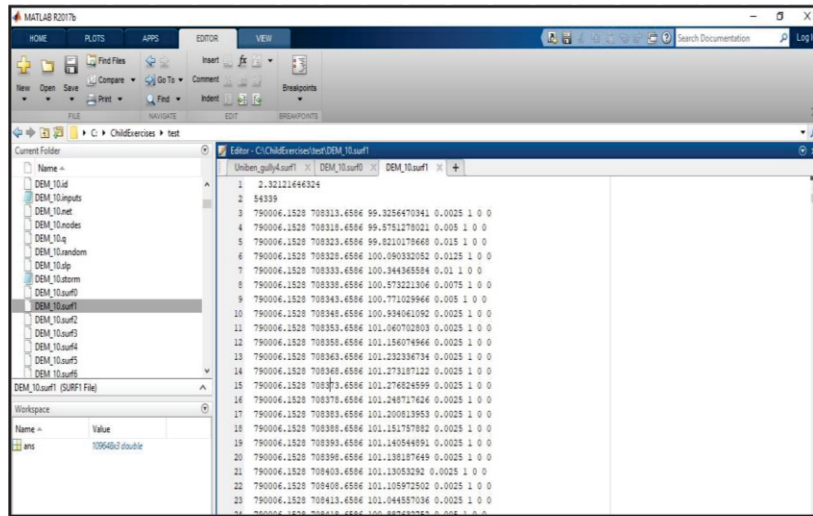 MATLAB R2017b
HOME PLOTS APPS EDITOR VIEW
Search Documentation
Log I
New Open Save
Find Files
Compare
Print
FILE
Go To
Find
NAVIGATE
Insert fx
Comment
Indent
EDIT
Breakpoints
BREAKPOINTS
C: ChildExercises test
Current Folder
Name
DEM_10.id
DEM_10.inputs
DEM_10.net
DEM_10.nodes
DEM_10.q
DEM_10.random
DEM_10.slp
DEM_10.storm
DEM_10.surf0
DEM_10.surf1
DEM_10.surf2
DEM_10.surf3
DEM_10.surf4
DEM_10.surf5
DEM_10.surf6
DEM_10.surf1 (SURF1 File)
Workspace
Name Value
ans 109648x3 double
Editor - C:\ChildExercises\test\DEM_10.surf1
Uniben_gully4.surf1 DEM_10.surf0 DEM_10.surf1 +
1 2.32121646324
2 54339
3 790006.1528 708313.6586 99.3256470341 0.0025 1 0 0
4 790006.1528 708318.6586 99.5751278021 0.005 1 0 0
5 790006.1528 708323.6586 99.8210178668 0.015 1 0 0
6 790006.1528 708328.6586 100.090332052 0.0125 1 0 0
7 790006.1528 708333.6586 100.344365584 0.01 1 0 0
8 790006.1528 708338.6586 100.573221306 0.0075 1 0 0
9 790006.1528 708343.6586 100.771029966 0.005 1 0 0
10 790006.1528 708348.6586 100.934061092 0.0025 1 0 0
11 790006.1528 708353.6586 101.060702803 0.0025 1 0 0
12 790006.1528 708358.6586 101.156074966 0.0025 1 0 0
13 790006.1528 708363.6586 101.232336734 0.0025 1 0 0
14 790006.1528 708368.6586 101.273187122 0.0025 1 0 0
15 790006.1528 708373.6586 101.276824599 0.0025 1 0 0
16 790006.1528 708378.6586 101.248717626 0.0025 1 0 0
17 790006.1528 708383.6586 101.200813953 0.0025 1 0 0
18 790006.1528 708388.6586 101.151757882 0.0025 1 0 0
19 790006.1528 708393.6586 101.140544891 0.0025 1 0 0
20 790006.1528 708398.6586 101.138187649 0.0025 1 0 0
21 790006.1528 708403.6586 101.13053292 0.0025 1 0 0
22 790006.1528 708408.6586 101.105972502 0.0025 1 0 0
23 790006.1528 708413.6586 101.044557036 0.0025 1 0 0